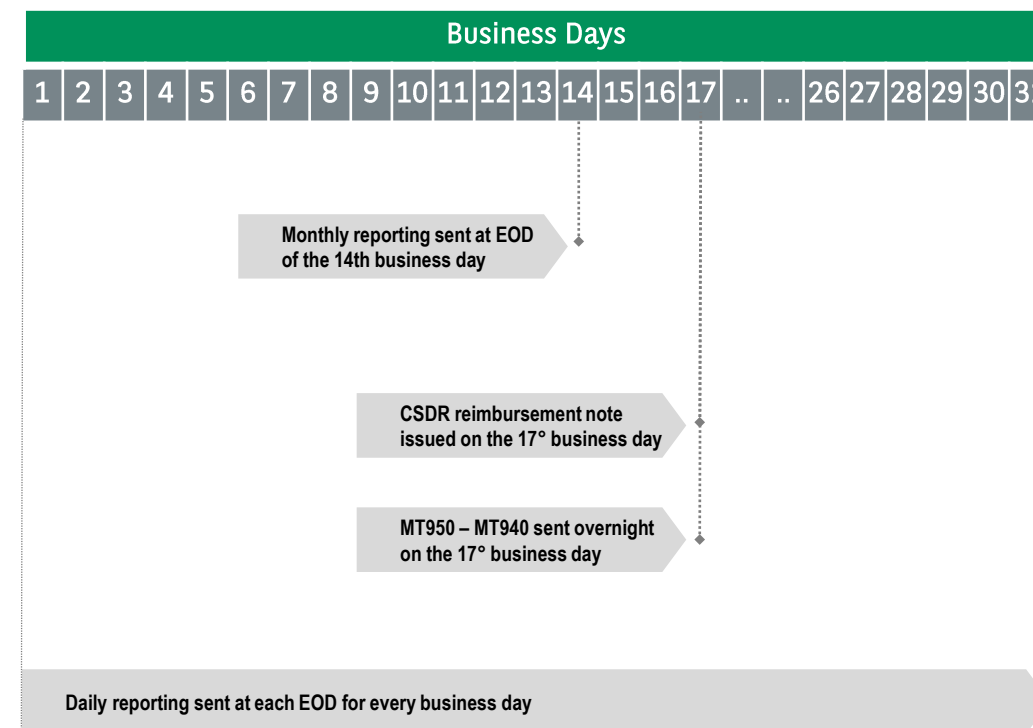 Business Days
1 2 3 4 5 6 7 8 9 10 11 12 13 14 15 16 17 .. .. 26 27 28 29 30
Monthly reporting sent at EOD
of the 14th business day
CSDR reimbursement note
issued on the 17° business day
MT950 – MT940 sent overnight
on the 17° business day
Daily reporting sent at each EOD for every business day